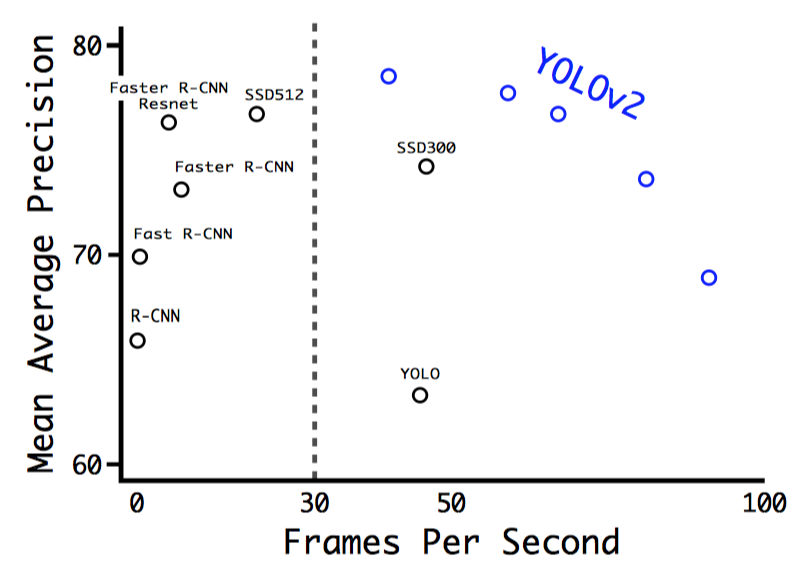 80
YOLOv2
Faster R-CNN
Resnet
SSD512
SSD300
Faster R-CNN
Fast R-CNN
70
R-CNN
YOLO
60
0 30 50 100
Frames Per Second
Mean Average Precision